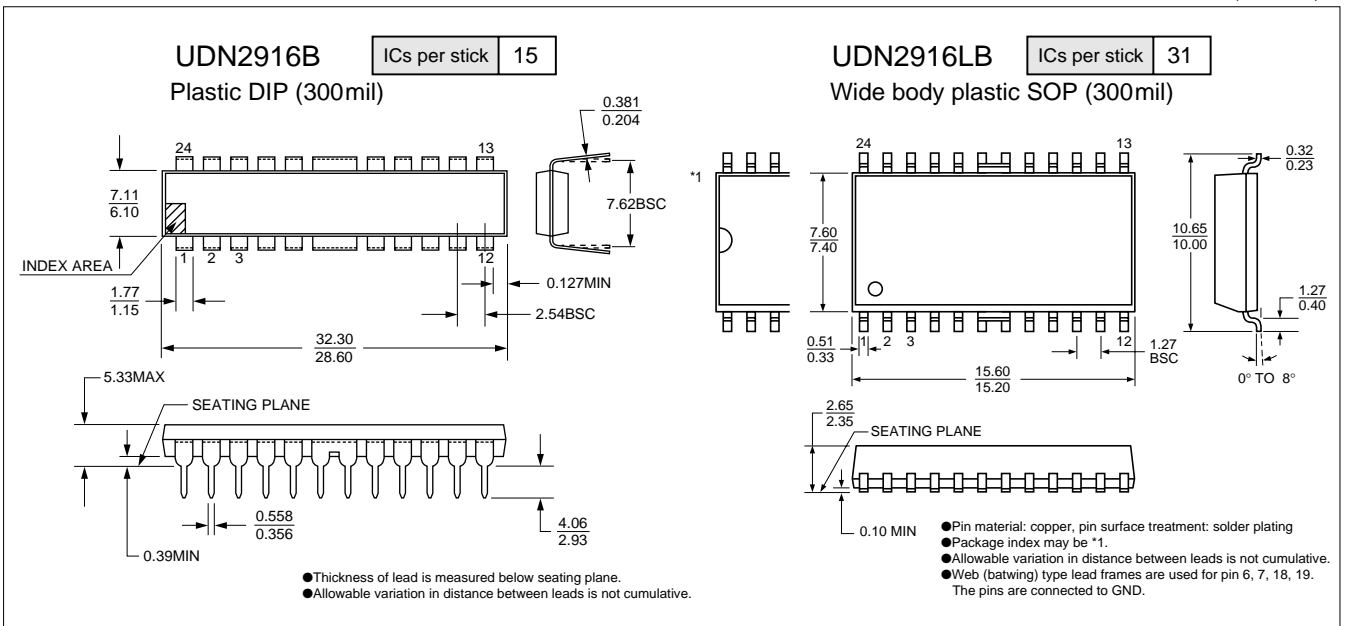 UDN2916B
ICs per stick 15
Plastic DIP (300mil)
0.381
0.204
24
13
7.11
6.10
7.62BSC
INDEX AREA
1 2 3
12
0.127MIN
1.77
1.15
2.54BSC
32.30
28.60
5.33MAX
SEATING PLANE
0.558
0.356
4.06
2.93
0.39MIN
●Thickness of lead is measured below seating plane.
●Allowable variation in distance between leads is not cumulative.
UDN2916LB
ICs per stick 31
Wide body plastic SOP (300mil)
*1
24
13
0.32
0.23
7.60
7.40
10.65
10.00
1.27
0.40
0.51
0.33
1 2 3
12
1.27
BSC
0° TO 8°
15.60
15.20
2.65
2.35
SEATING PLANE
0.10 MIN
●Pin material: copper, pin surface treatment: solder plating
●Package index may be *1.
●Allowable variation in distance between leads is not cumulative.
●Web (batwing) type lead frames are used for pin 6, 7, 18, 19.
The pins are connected to GND.